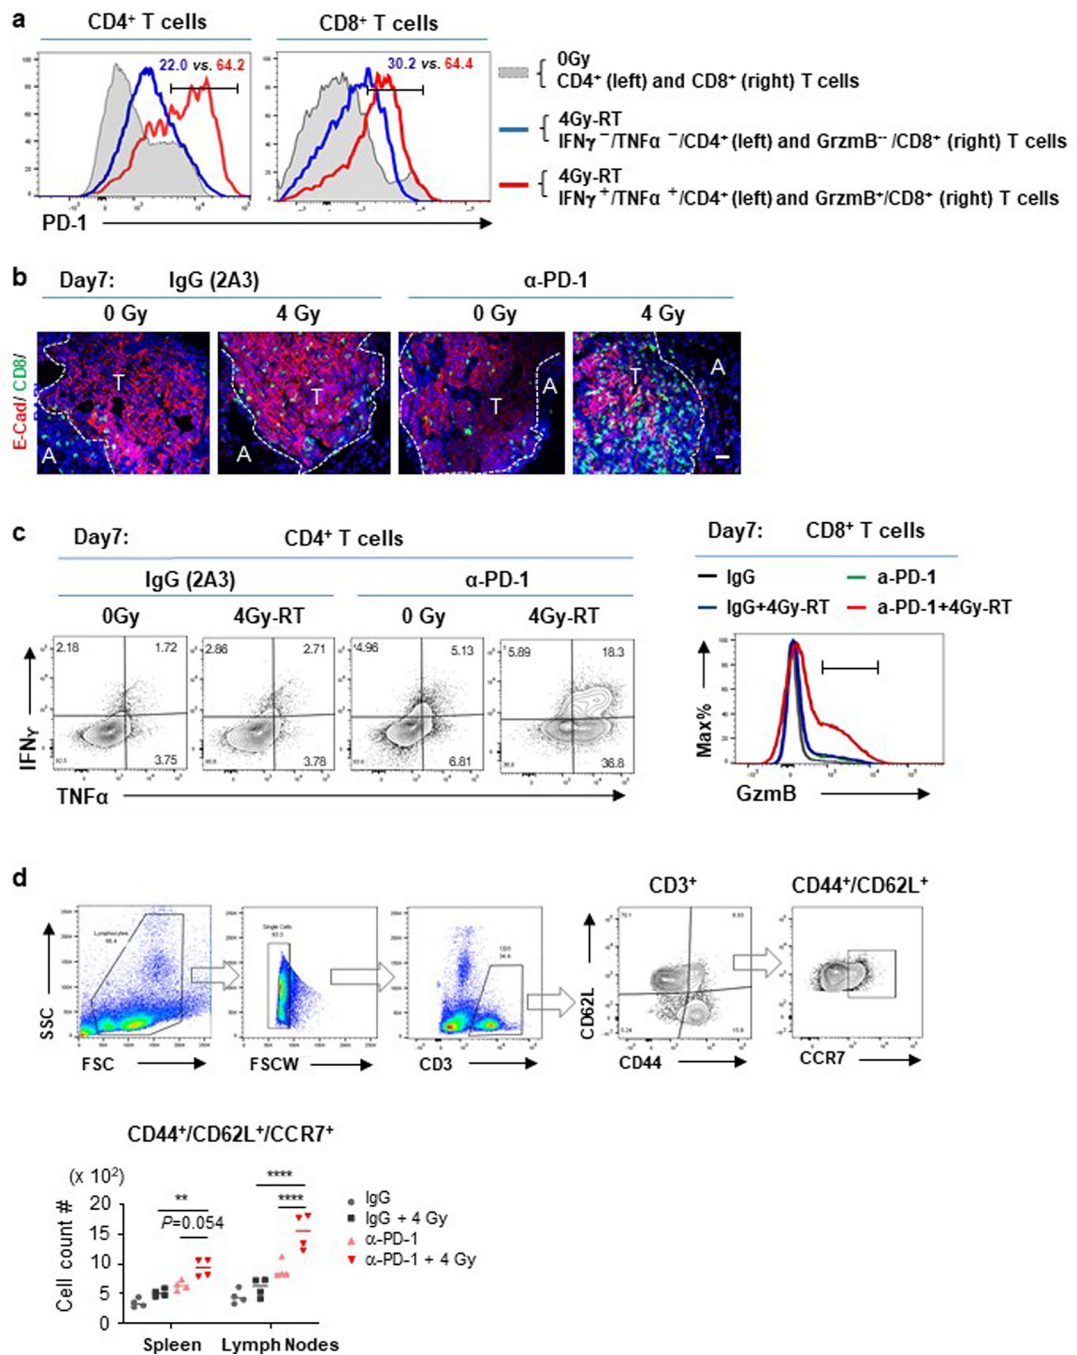 a
CD4⁺ T cells
CD8⁺ T cells
22.0 vs. 64.2
30.2 vs. 64.4
0Gy
CD4⁺ (left) and CD8⁺ (right) T cells
4Gy-RT
IFNγ⁻/TNFα⁻/CD4⁺ (left) and GrzmB⁻/CD8⁺ (right) T cells
4Gy-RT
IFNγ⁺/TNFα⁺/CD4⁺ (left) and GrzmB⁺/CD8⁺ (right) T cells
PD-1
b
Day7: IgG (2A3) α-PD-1
0 Gy 4 Gy 0 Gy 4 Gy
E-Cad/ CD8/
T A
T A
T A
T A
c
Day7: CD4⁺ T cells
IgG (2A3) α-PD-1
0Gy 4Gy-RT 0 Gy 4Gy-RT
2.18 1.72 2.86 2.71 4.96 5.13 5.89 18.3
3.75 3.78 6.81 36.8
IFNγ
TNFα
Day7: CD8⁺ T cells
IgG a-PD-1
IgG+4Gy-RT a-PD-1+4Gy-RT
Max%
GzmB
d
CD3⁺ CD44⁺/CD62L⁺
Lymphocytes
Single Cells
CD3
SSC
FSC
FSCW
CD3
CD62L
CD44
CCR7
CD44⁺/CD62L⁺/CCR7⁺
(x 10²)
Cell count #
20
15
10
5
0
**
P=0.054
****
****
Spleen Lymph Nodes
IgG
IgG + 4 Gy
α-PD-1
α-PD-1 + 4 Gy